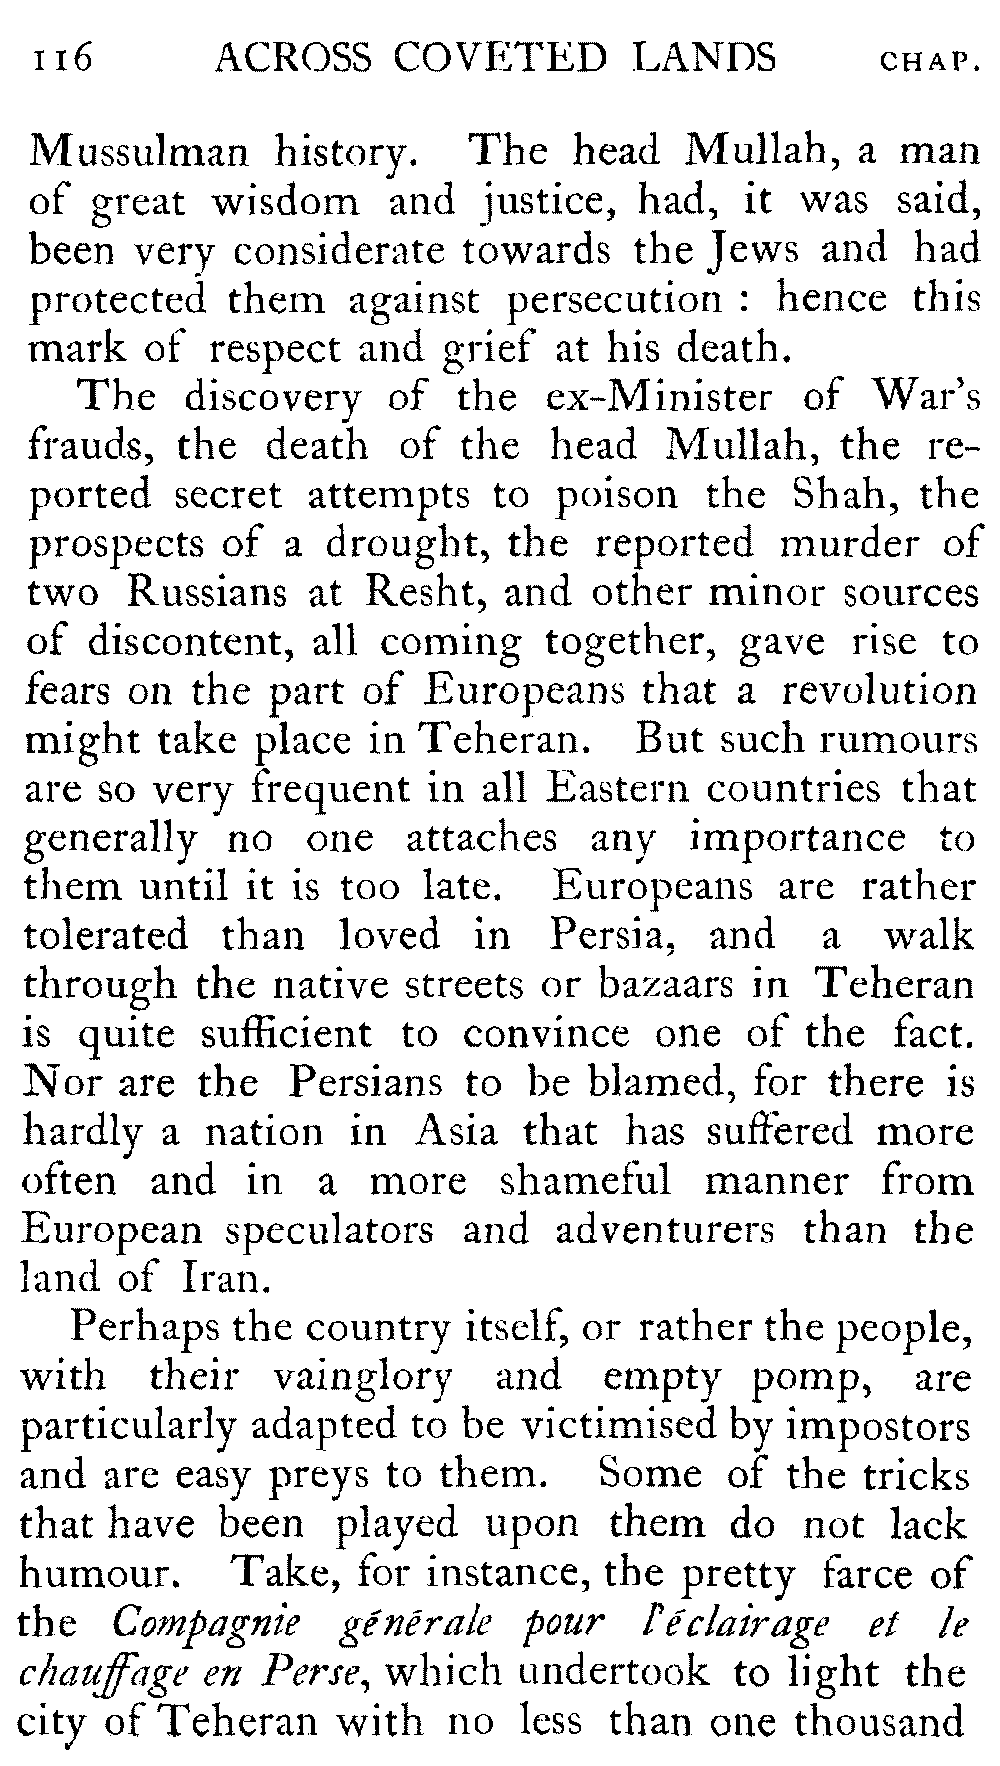 116 ACROSS COVETED LANDS CHAP.
Mussulman history. The head Mullah, a man
of great wisdom and justice, had, it was said,
been very considerate towards the Jews and had
protected them against persecution : hence this
mark of respect and grief at his death.
The discovery of the ex-Minister of War's
frauds, the death of the head Mullah, the re-
ported secret attempts to poison the Shah, the
prospects of a drought, the reported murder of
two Russians at Resht, and other minor sources
of discontent, all coming together, gave rise to
fears on the part of Europeans that a revolution
might take place in Teheran. But such rumours
are so very frequent in all Eastern countries that
generally no one attaches any importance to
them until it is too late. Europeans are rather
tolerated than loved in Persia, and a walk
through the native streets or bazaars in Teheran
is quite sufficient to convince one of the fact.
Nor are the Persians to be blamed, for there is
hardly a nation in Asia that has suffered more
often and in a more shameful manner from
European speculators and adventurers than the
land of Iran.
Perhaps the country itself, or rather the people,
with their vainglory and empty pomp, are
particularly adapted to be victimised by impostors
and are easy preys to them. Some of the tricks
that have been played upon them do not lack
humour. Take, for instance, the pretty farce of
the Compagnie générale pour l'éclairage et le
chauffage en Perse, which undertook to light the
city of Teheran with no less than one thousand